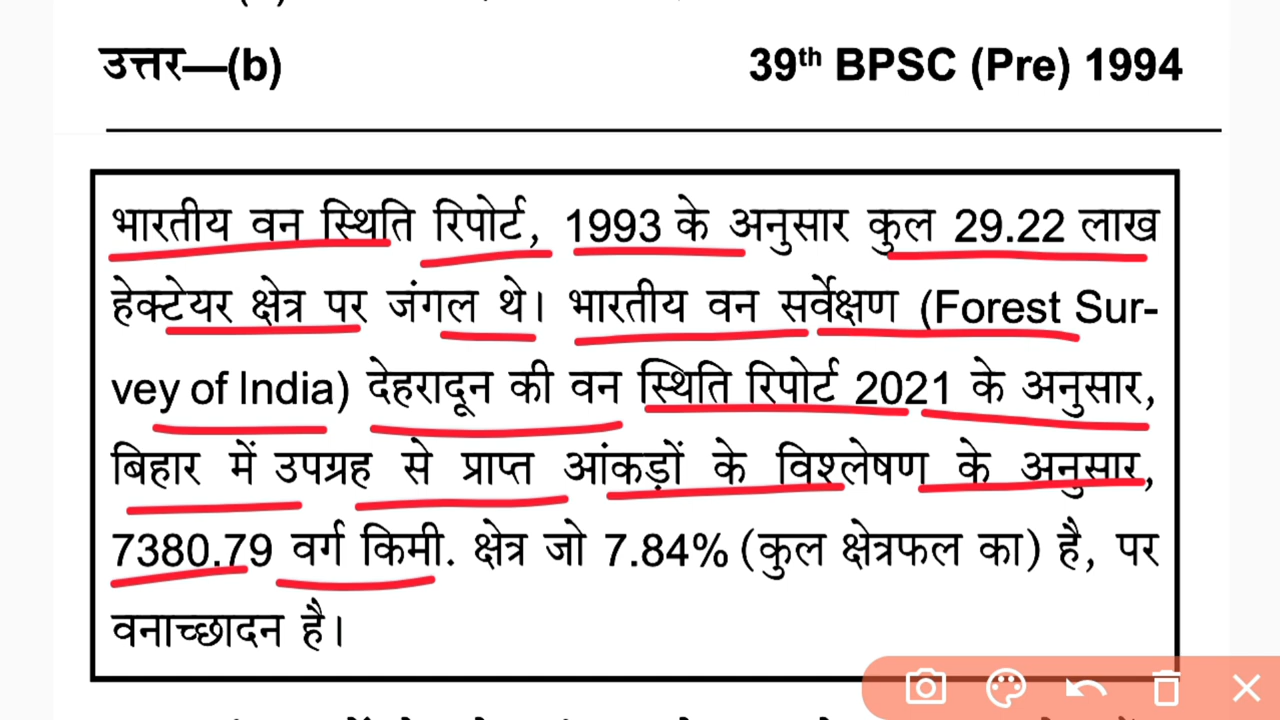 उत्तर—(b) 39th BPSC (Pre) 1994
भारतीय वन स्थिति रिपोर्ट, 1993 के अनुसार कुल 29.22 लाख
हेक्टेयर क्षेत्र पर जंगल थे। भारतीय वन सर्वेक्षण (Forest Sur-
vey of India) देहरादून की वन स्थिति रिपोर्ट 2021 के अनुसार,
बिहार में उपग्रह से प्राप्त आंकड़ों के विश्लेषण के अनुसार,
7380.79 वर्ग किमी. क्षेत्र जो 7.84% (कुल क्षेत्रफल का) है, पर
वनाच्छादन है।